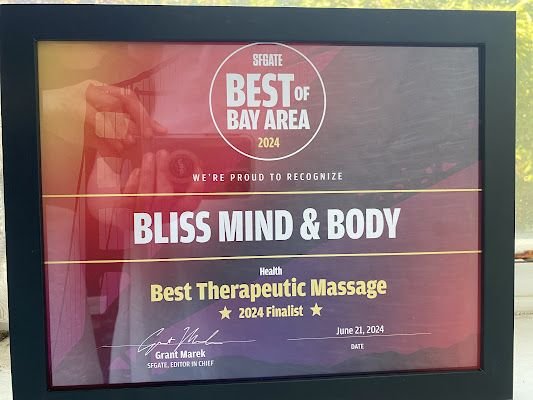 SFGATE
BEST OF
BAY AREA
2024
WE'RE PROUD TO RECOGNIZE
BLISS MIND & BODY
Health
Best Therapeutic Massage
★ 2024 Finalist ★
Grant Marek
SFGATE, EDITOR IN CHIEF
June 21, 2024
DATE